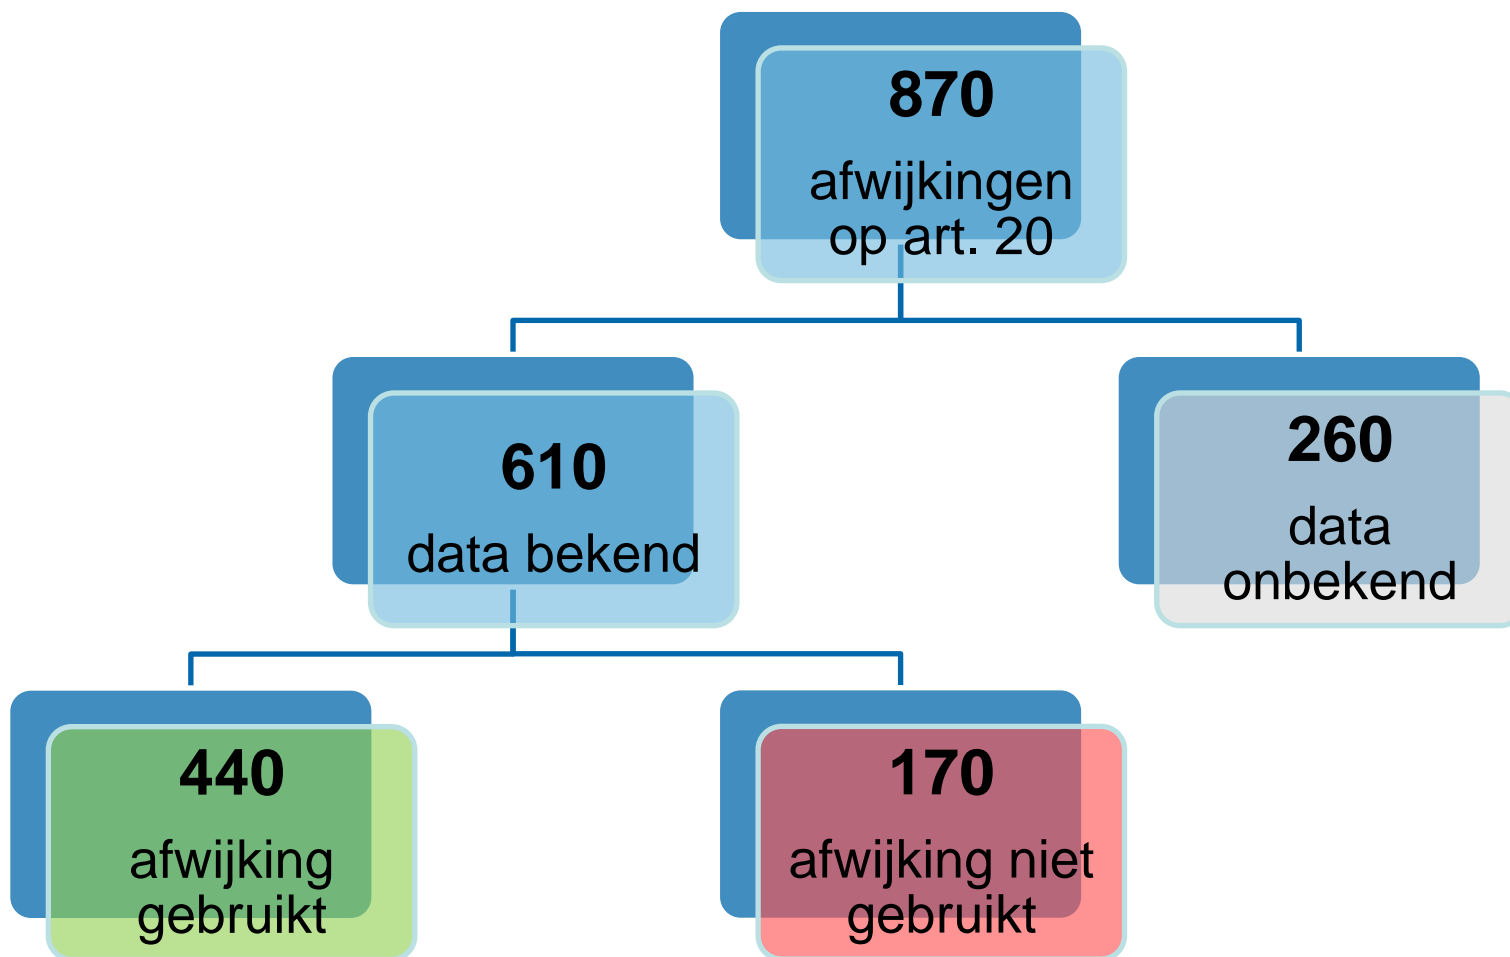 870
afwijkingen
op art. 20
610
data bekend
260
data
onbekend
440
afwijking
gebruikt
170
afwijking niet
gebruikt